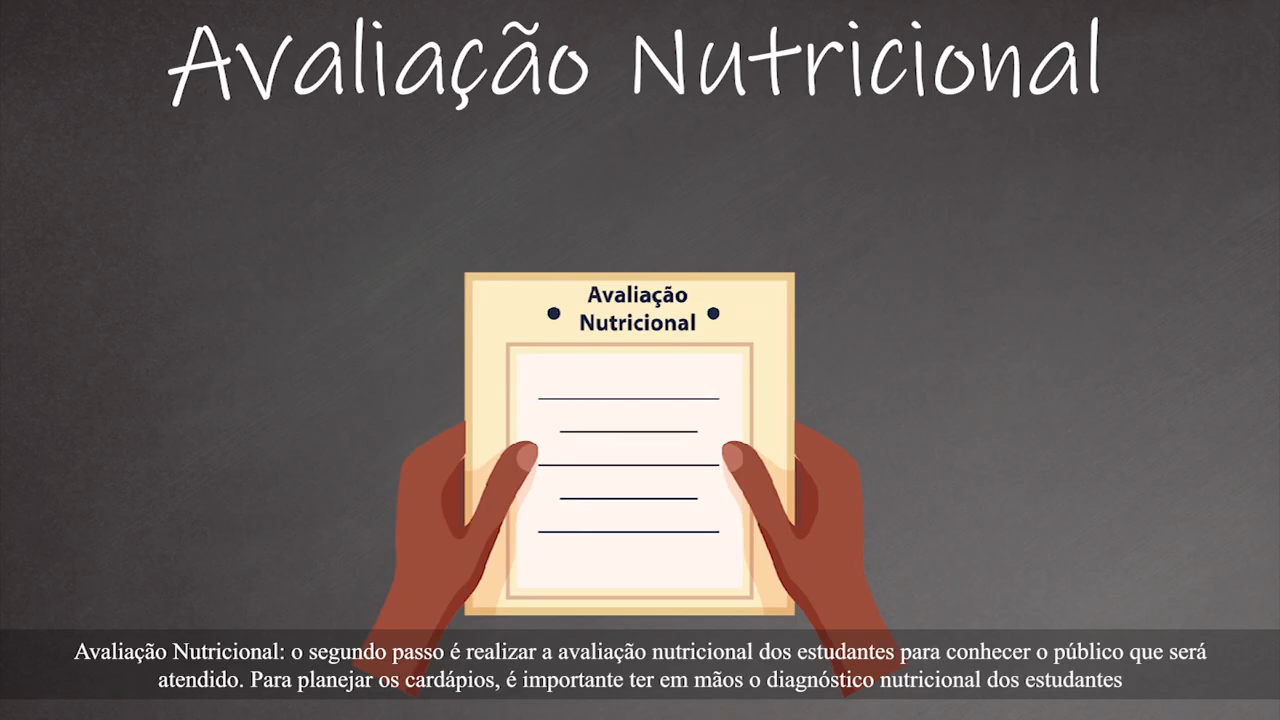 Avaliação Nutricional
Avaliação
Nutricional
Avaliação Nutricional: o segundo passo é realizar a avaliação nutricional dos estudantes para conhecer o público que será
atendido. Para planejar os cardápios, é importante ter em mãos o diagnóstico nutricional dos estudantes